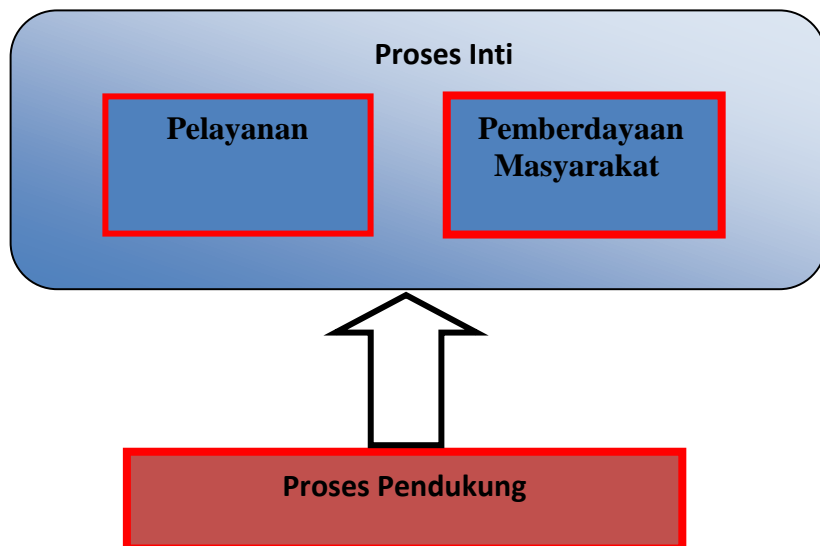 Proses Inti
Pelayanan
Pemberdayaan
Masyarakat
Proses Pendukung